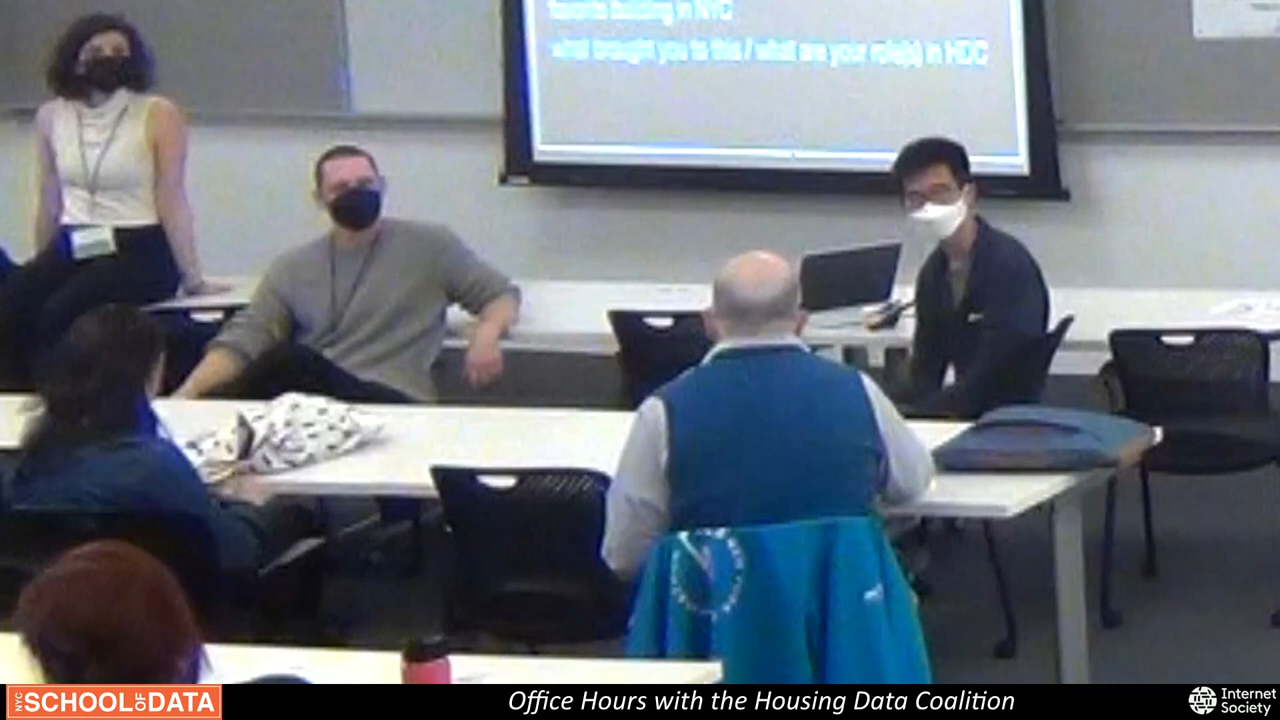 favorite building in NYC
what brought you to this / what are your role(s) in HDC
NYC SCHOOL OF DATA
Office Hours with the Housing Data Coalition
Internet
Society